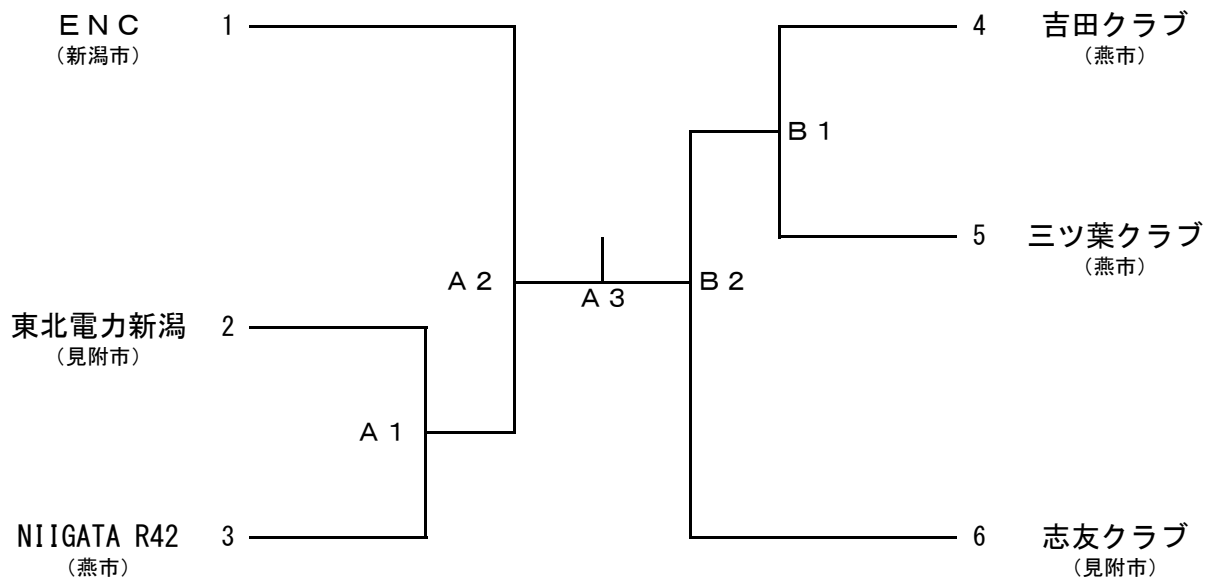 ＥＮＣ 1
（新潟市）
東北電力新潟 2
（見附市）
NIIGATA R42 3
（燕市）
Ａ１
Ａ２
Ａ３
Ｂ２
Ｂ１
4 吉田クラブ
（燕市）
5 三ツ葉クラブ
（燕市）
6 志友クラブ
（見附市）